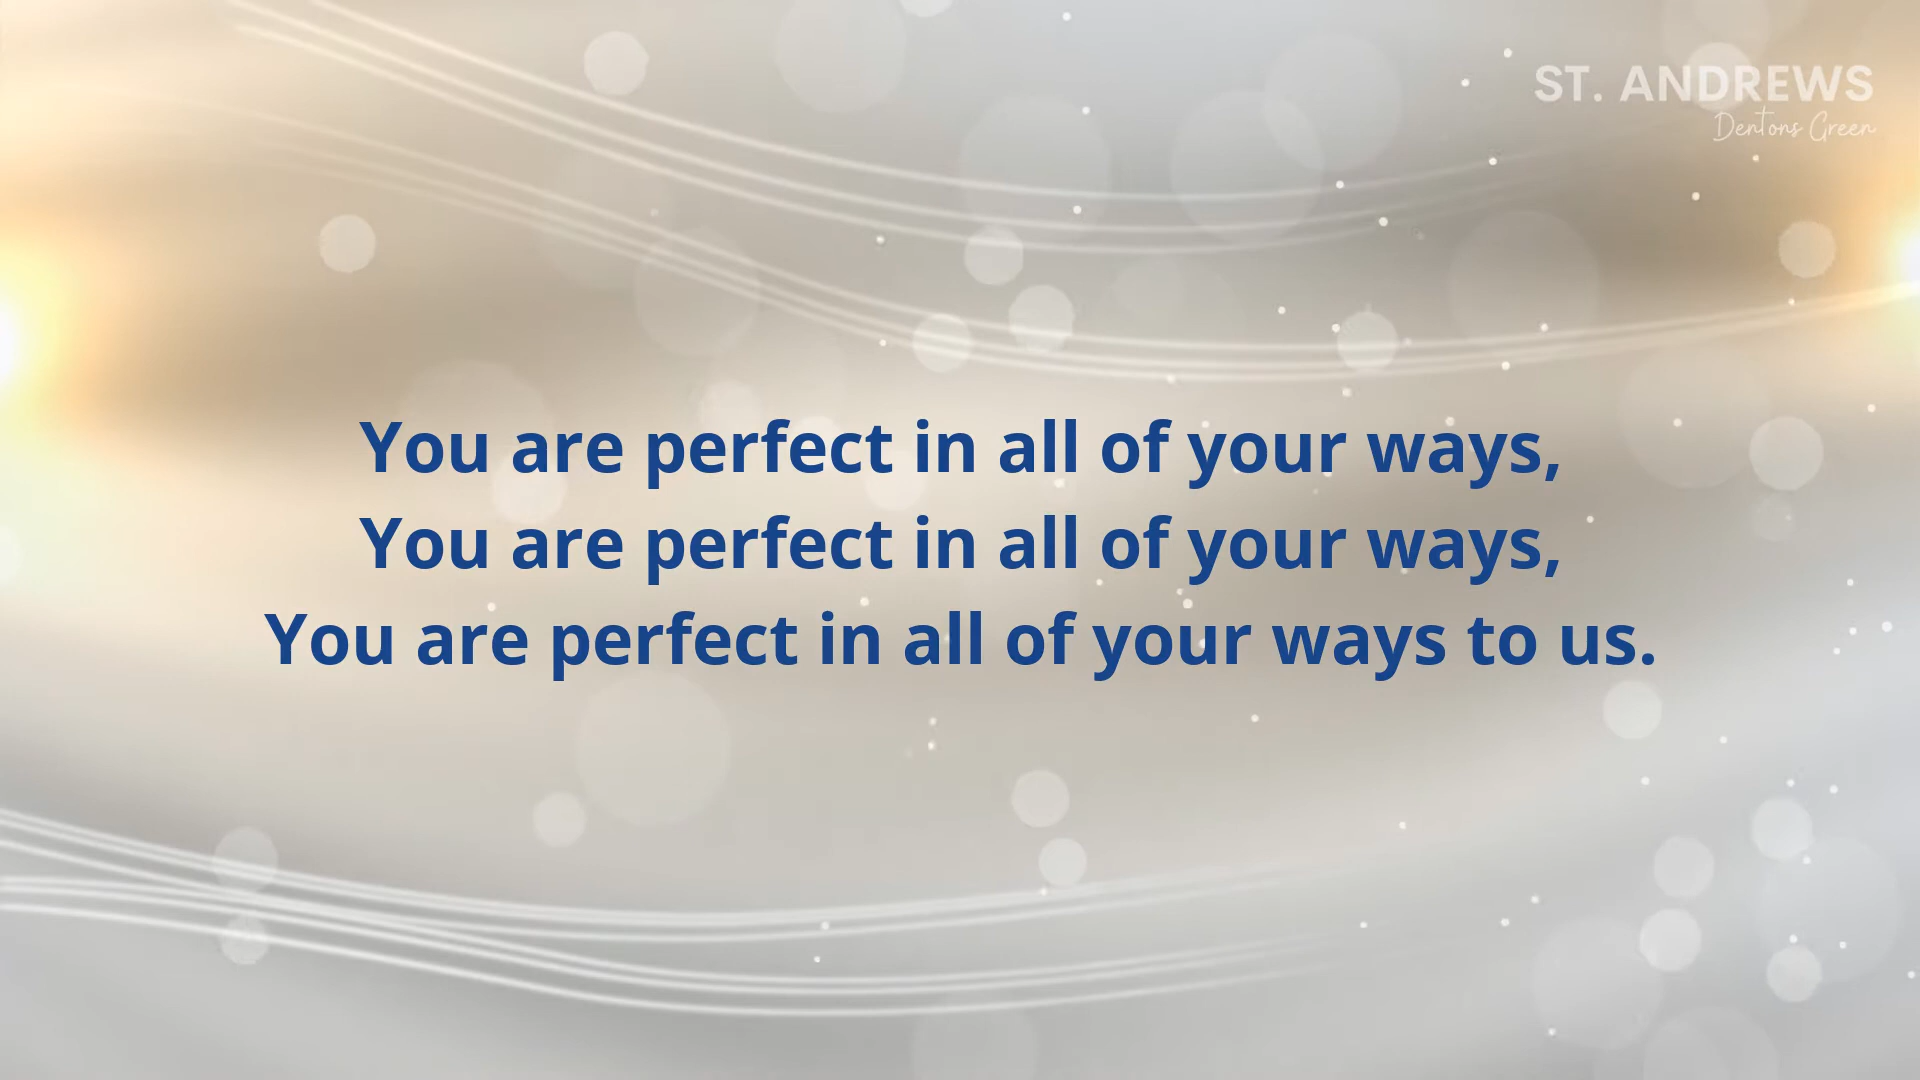 ST. ANDREWS
Dentons Green
You are perfect in all of your ways,
You are perfect in all of your ways,
You are perfect in all of your ways to us.